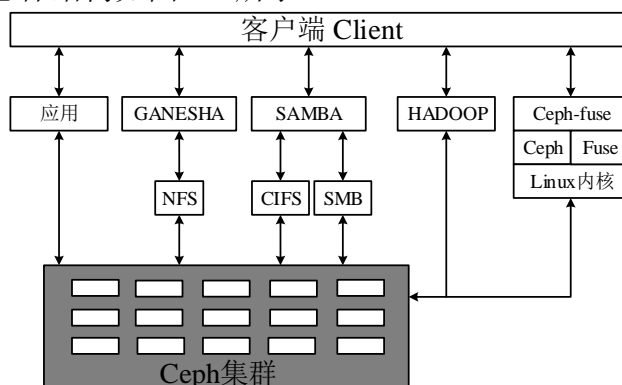 客户端 Client
应用 GANESHA SAMBA HADOOP Ceph-fuse
Ceph Fuse
Linux内核
NFS CIFS SMB
Ceph集群